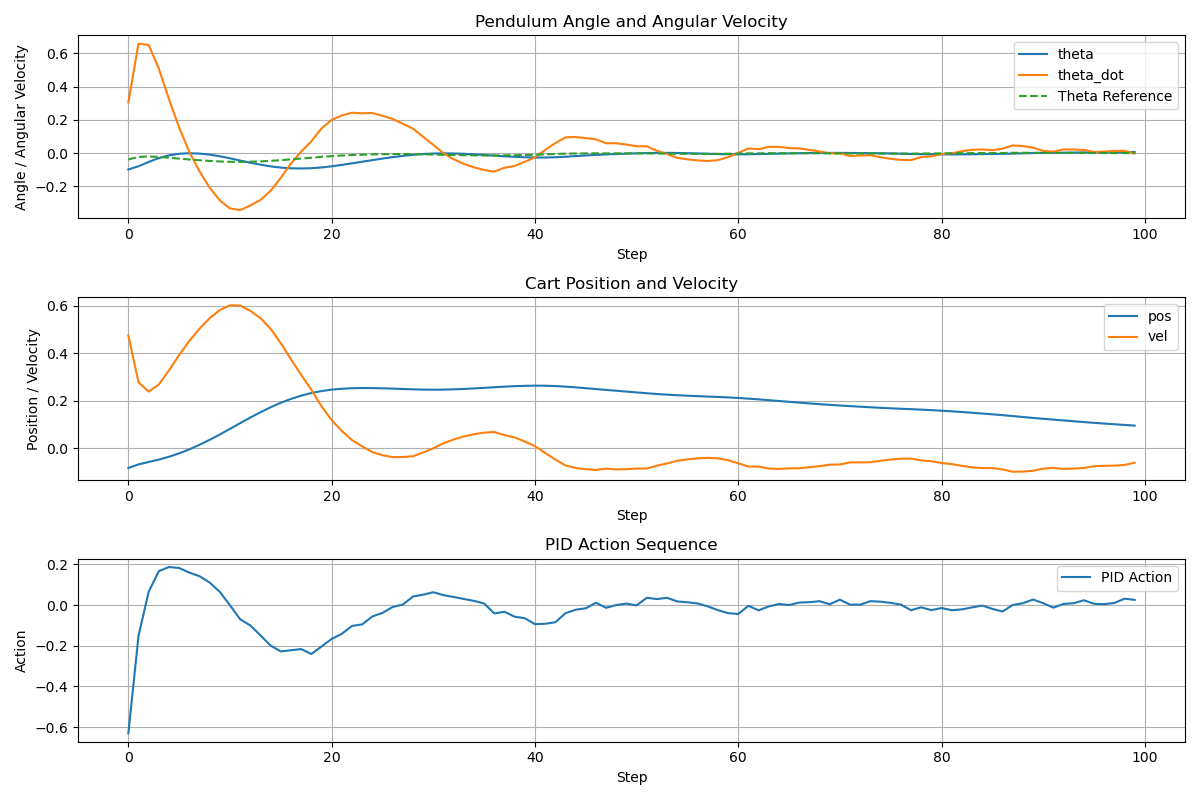 Pendulum Angle and Angular Velocity
Angle / Angular Velocity
0.6
0.4
0.2
0.0
−0.2
theta
theta_dot
Theta Reference
0 20 40 60 80 100
Step
Cart Position and Velocity
Position / Velocity
0.6
0.4
0.2
0.0
pos
vel
0 20 40 60 80 100
Step
PID Action Sequence
Action
0.2
0.0
−0.2
−0.4
−0.6
PID Action
0 20 40 60 80 100
Step